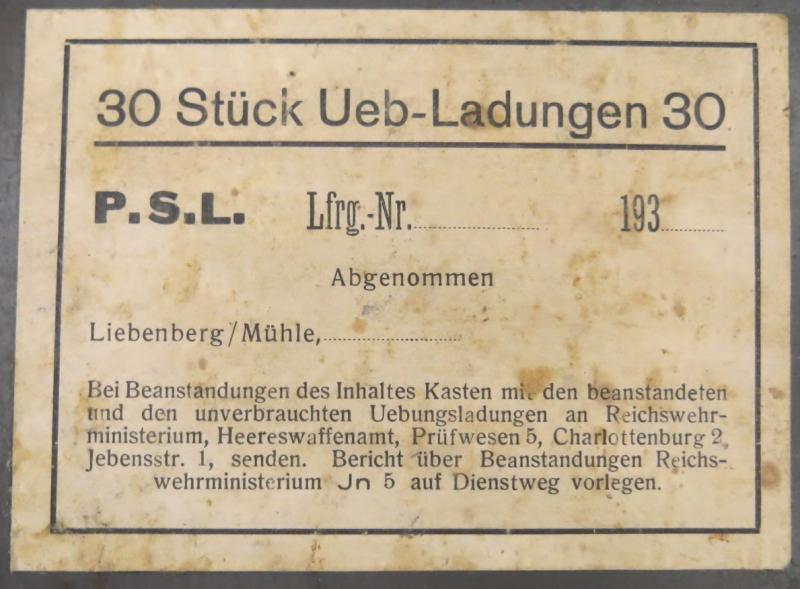 30 Stück Ueb-Ladungen 30
P.S.L. Lfrg.-Nr. 193
Abgenommen
Liebenberg/Mühle,
Bei Beanstandungen des Inhaltes Kasten mit den beanstandeten
und den unverbrauchten Uebungsladungen an Reichswehr-
ministerium, Heereswaffenamt, Prüfwesen 5, Charlottenburg 2,
Jebensstr. 1, senden. Bericht über Beanstandungen Reichs-
wehrministerium Jn 5 auf Dienstweg vorlegen.